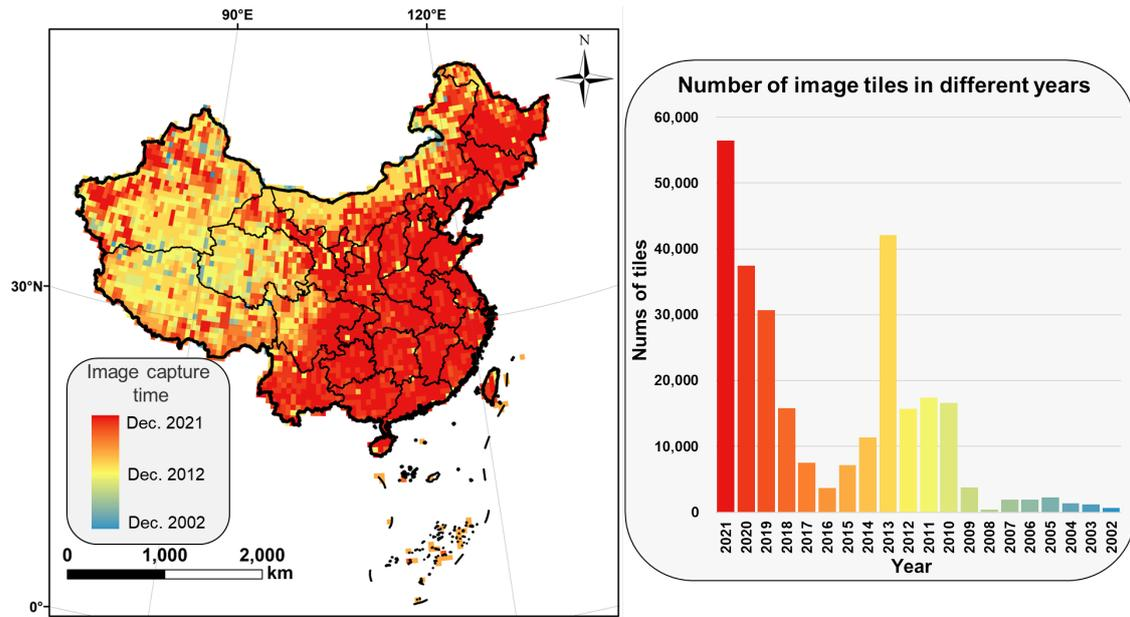 90°E
120°E
N
30°N
0°
Image capture
time
Dec. 2021
Dec. 2012
Dec. 2002
0
1,000
2,000
km
Number of image tiles in different years
60,000
50,000
40,000
30,000
20,000
10,000
0
Nums of tiles
2021
2020
2019
2018
2017
2016
2015
2014
2013
2012
2011
2010
2009
2008
2007
2006
2005
2004
2003
2002
Year